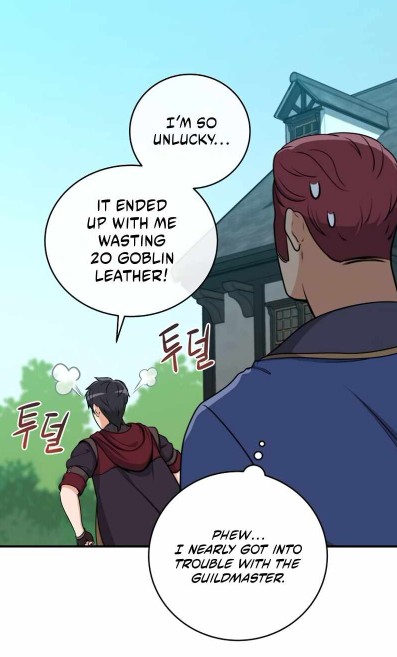 I'M SO
UNLUCKY...
IT ENDED
UP WITH ME
WASTING
20 GOBLIN
LEATHER!
투덜
투덜
PHEW...
I NEARLY GOT INTO
TROUBLE WITH THE
GUILDMASTER.